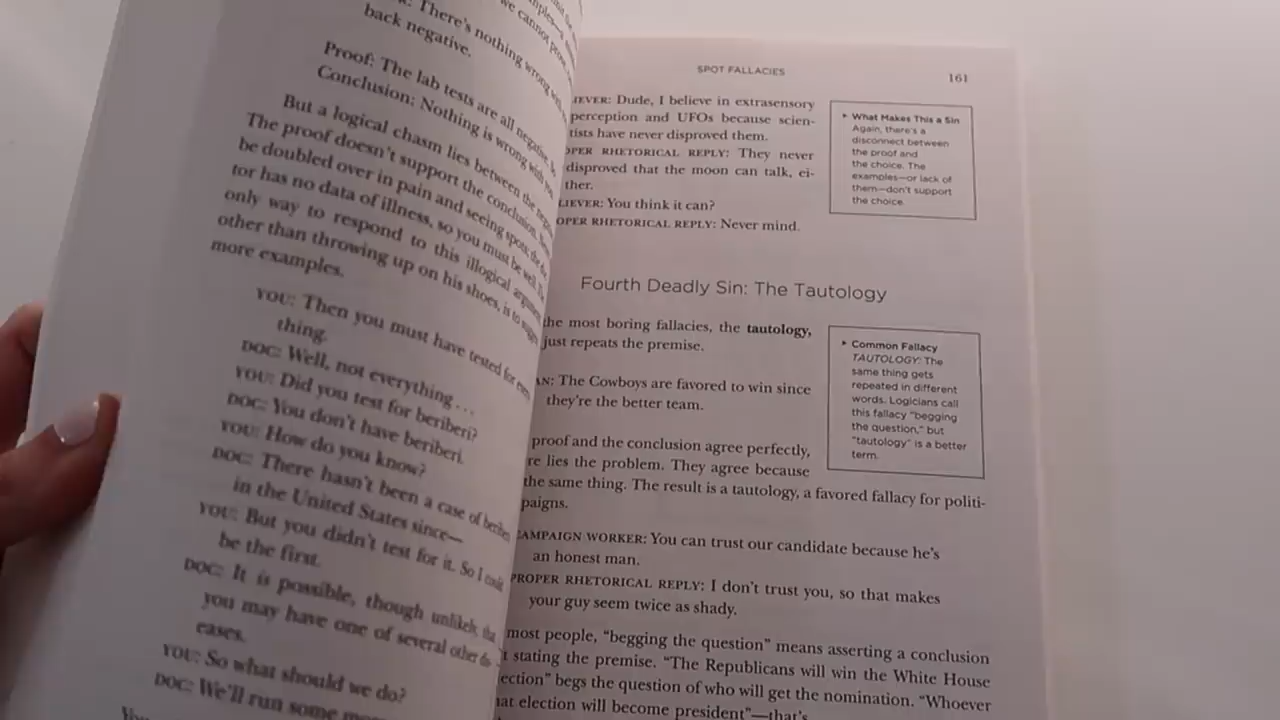 There's nothing wrong
back negative.
Proof: The lab tests are all negative.
Conclusion: Nothing is wrong with you.
But a logical chasm lies between the
The proof doesn't support the conclusion.
be doubled over in pain and seeing spots; the
tor has no data of illness, so you must be well. The
only way to respond to this illogical argument
other than throwing up on his shoes, is to
more examples.
YOU: Then you must have tested for
thing.
DOC: Well, not everything . . .
YOU: Did you test for beriberi?
DOC: You don't have beriberi.
YOU: How do you know?
DOC: There hasn't been a case of
in the United States since—
YOU: But you didn't test for it. So I
be the first.
DOC: It is possible, though unlikely, that
you may have one of several other
eases.
YOU: So what should we do?
DOC: We'll run some
SPOT FALLACIES
161
IEVER: Dude, I believe in extrasensory
perception and UFOs because scien-
tists have never disproved them.
OPER RHETORICAL REPLY: They never
disproved that the moon can talk, ei-
ther.
LIEVER: You think it can?
OPER RHETORICAL REPLY: Never mind.
▸ What Makes This a Sin
Again, there's a
disconnect between
the proof and
the choice. The
examples—or lack of
them—don't support
the choice.
Fourth Deadly Sin: The Tautology
the most boring fallacies, the tautology,
just repeats the premise.
AN: The Cowboys are favored to win since
they're the better team.
proof and the conclusion agree perfectly,
re lies the problem. They agree because
the same thing. The result is a tautology, a favored fallacy for politi-
paigns.
▸ Common Fallacy
TAUTOLOGY: The
same thing gets
repeated in different
words. Logicians call
this fallacy "begging
the question," but
"tautology" is a better
term.
AMPAIGN WORKER: You can trust our candidate because he's
an honest man.
PROPER RHETORICAL REPLY: I don't trust you, so that makes
your guy seem twice as shady.
most people, "begging the question" means asserting a conclusion
t stating the premise. "The Republicans will win the White House
ection" begs the question of who will get the nomination. "Whoever
hat election will become president"—that's